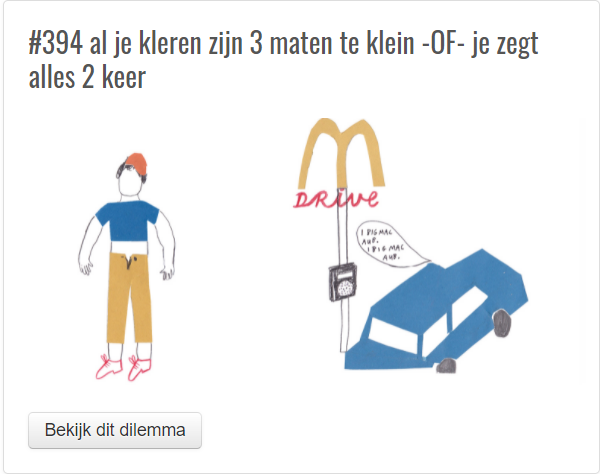 #394 al je kleren zijn 3 maten te klein -OF- je zegt
alles 2 keer
M
DRIVE
1 BIG MAC
AUB.
1 BIG MAC
AUB.
Bekijk dit dilemma